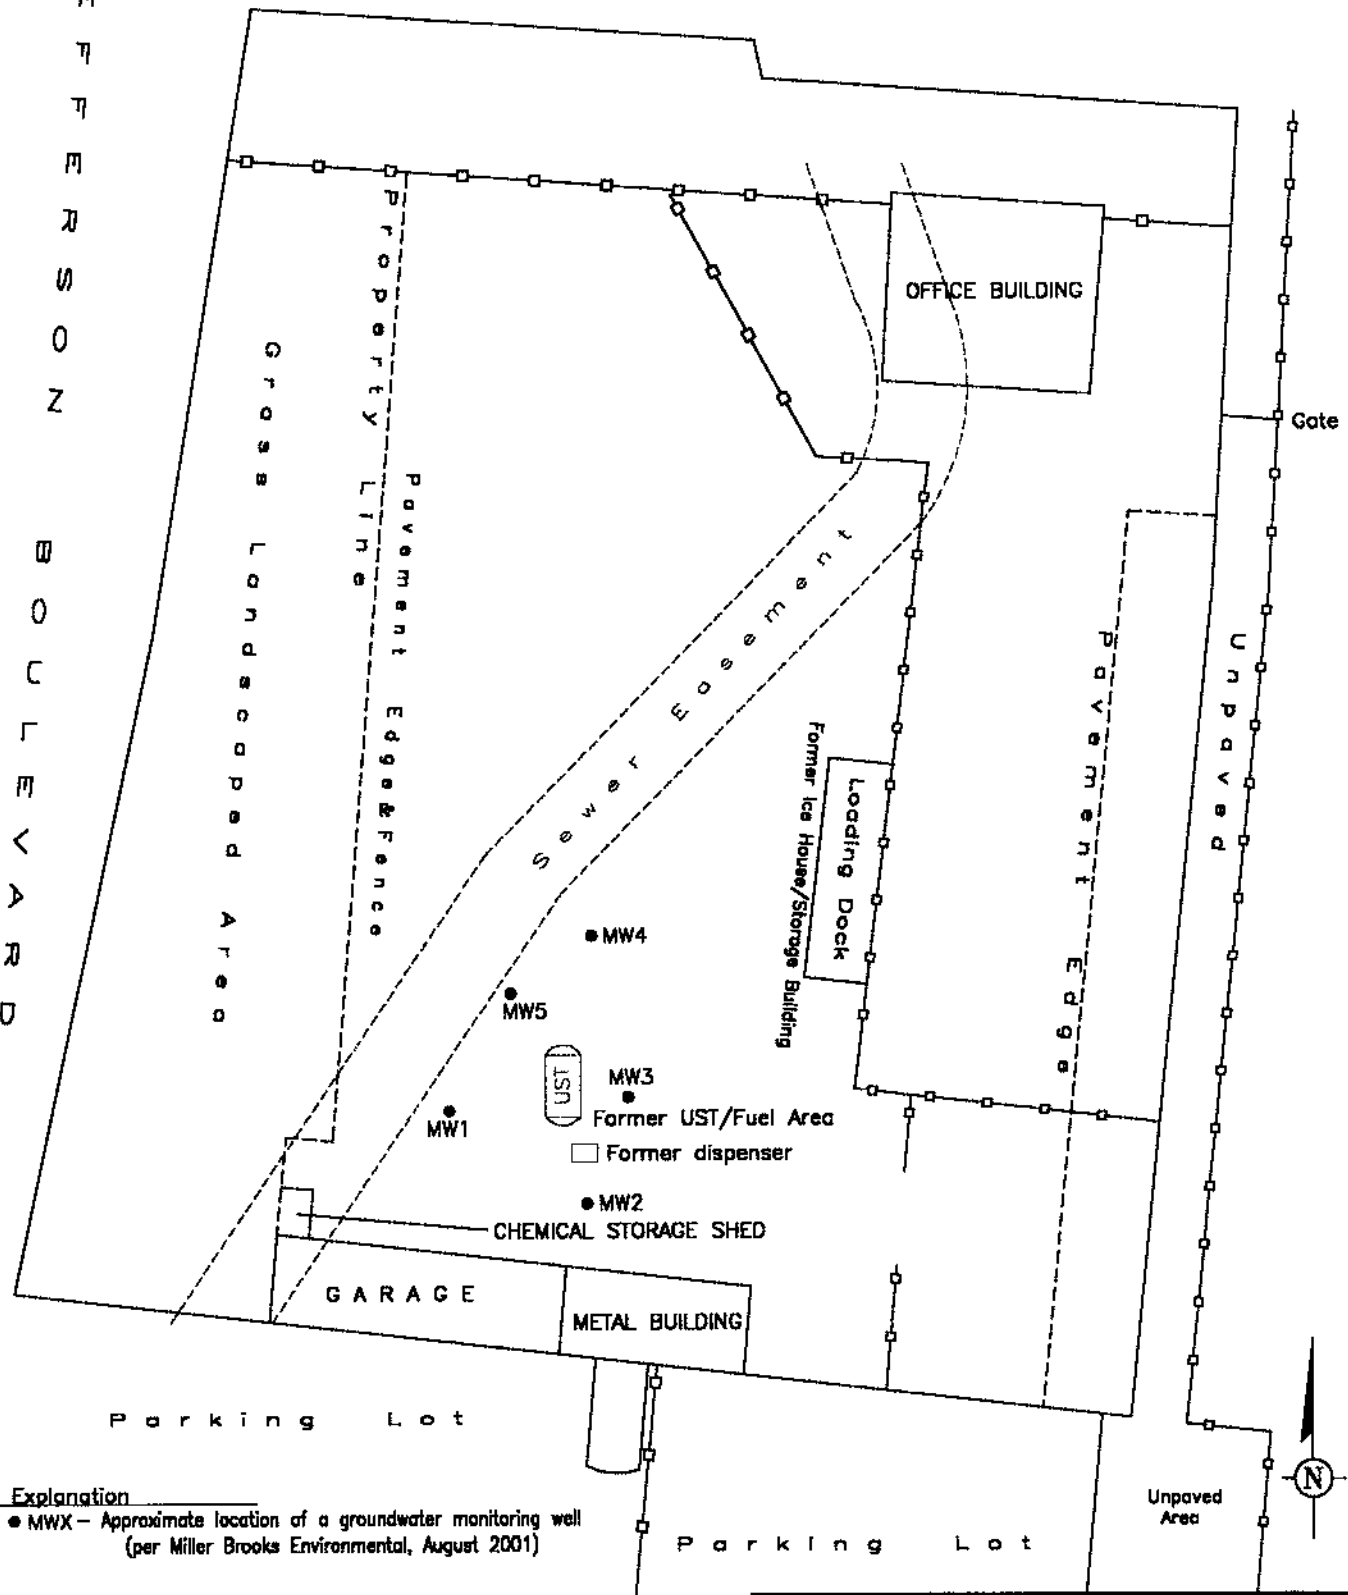 EFFERSON BOULEVARD
OFFICE BUILDING
Gate
Property Line
Grass Landscaped Area
Pavement Edge & Fence
Sewer Easement
Pavement Edge
Unpaved
Former Ice House/Storage Building
Loading Dock
MW4
MW5
UST
MW3
MW1
Former UST/Fuel Area
Former dispenser
MW2
CHEMICAL STORAGE SHED
GARAGE
METAL BUILDING
Parking Lot
Parking Lot
Unpaved
Area
N
Explanation
MWX – Approximate location of a groundwater monitoring well
(per Miller Brooks Environmental, August 2001)